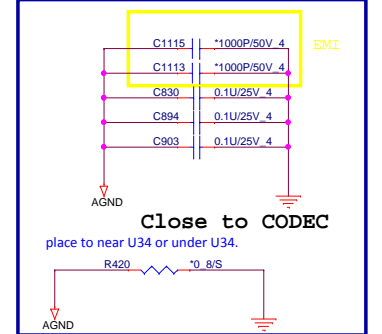 C1115 *1000P/50V_4 EMI
C1113 *1000P/50V_4
C830 0.1U/25V_4
C894 0.1U/25V_4
C903 0.1U/25V_4
AGND
Close to CODEC
place to near U34 or under U34.
R420 *0_8/S
AGND